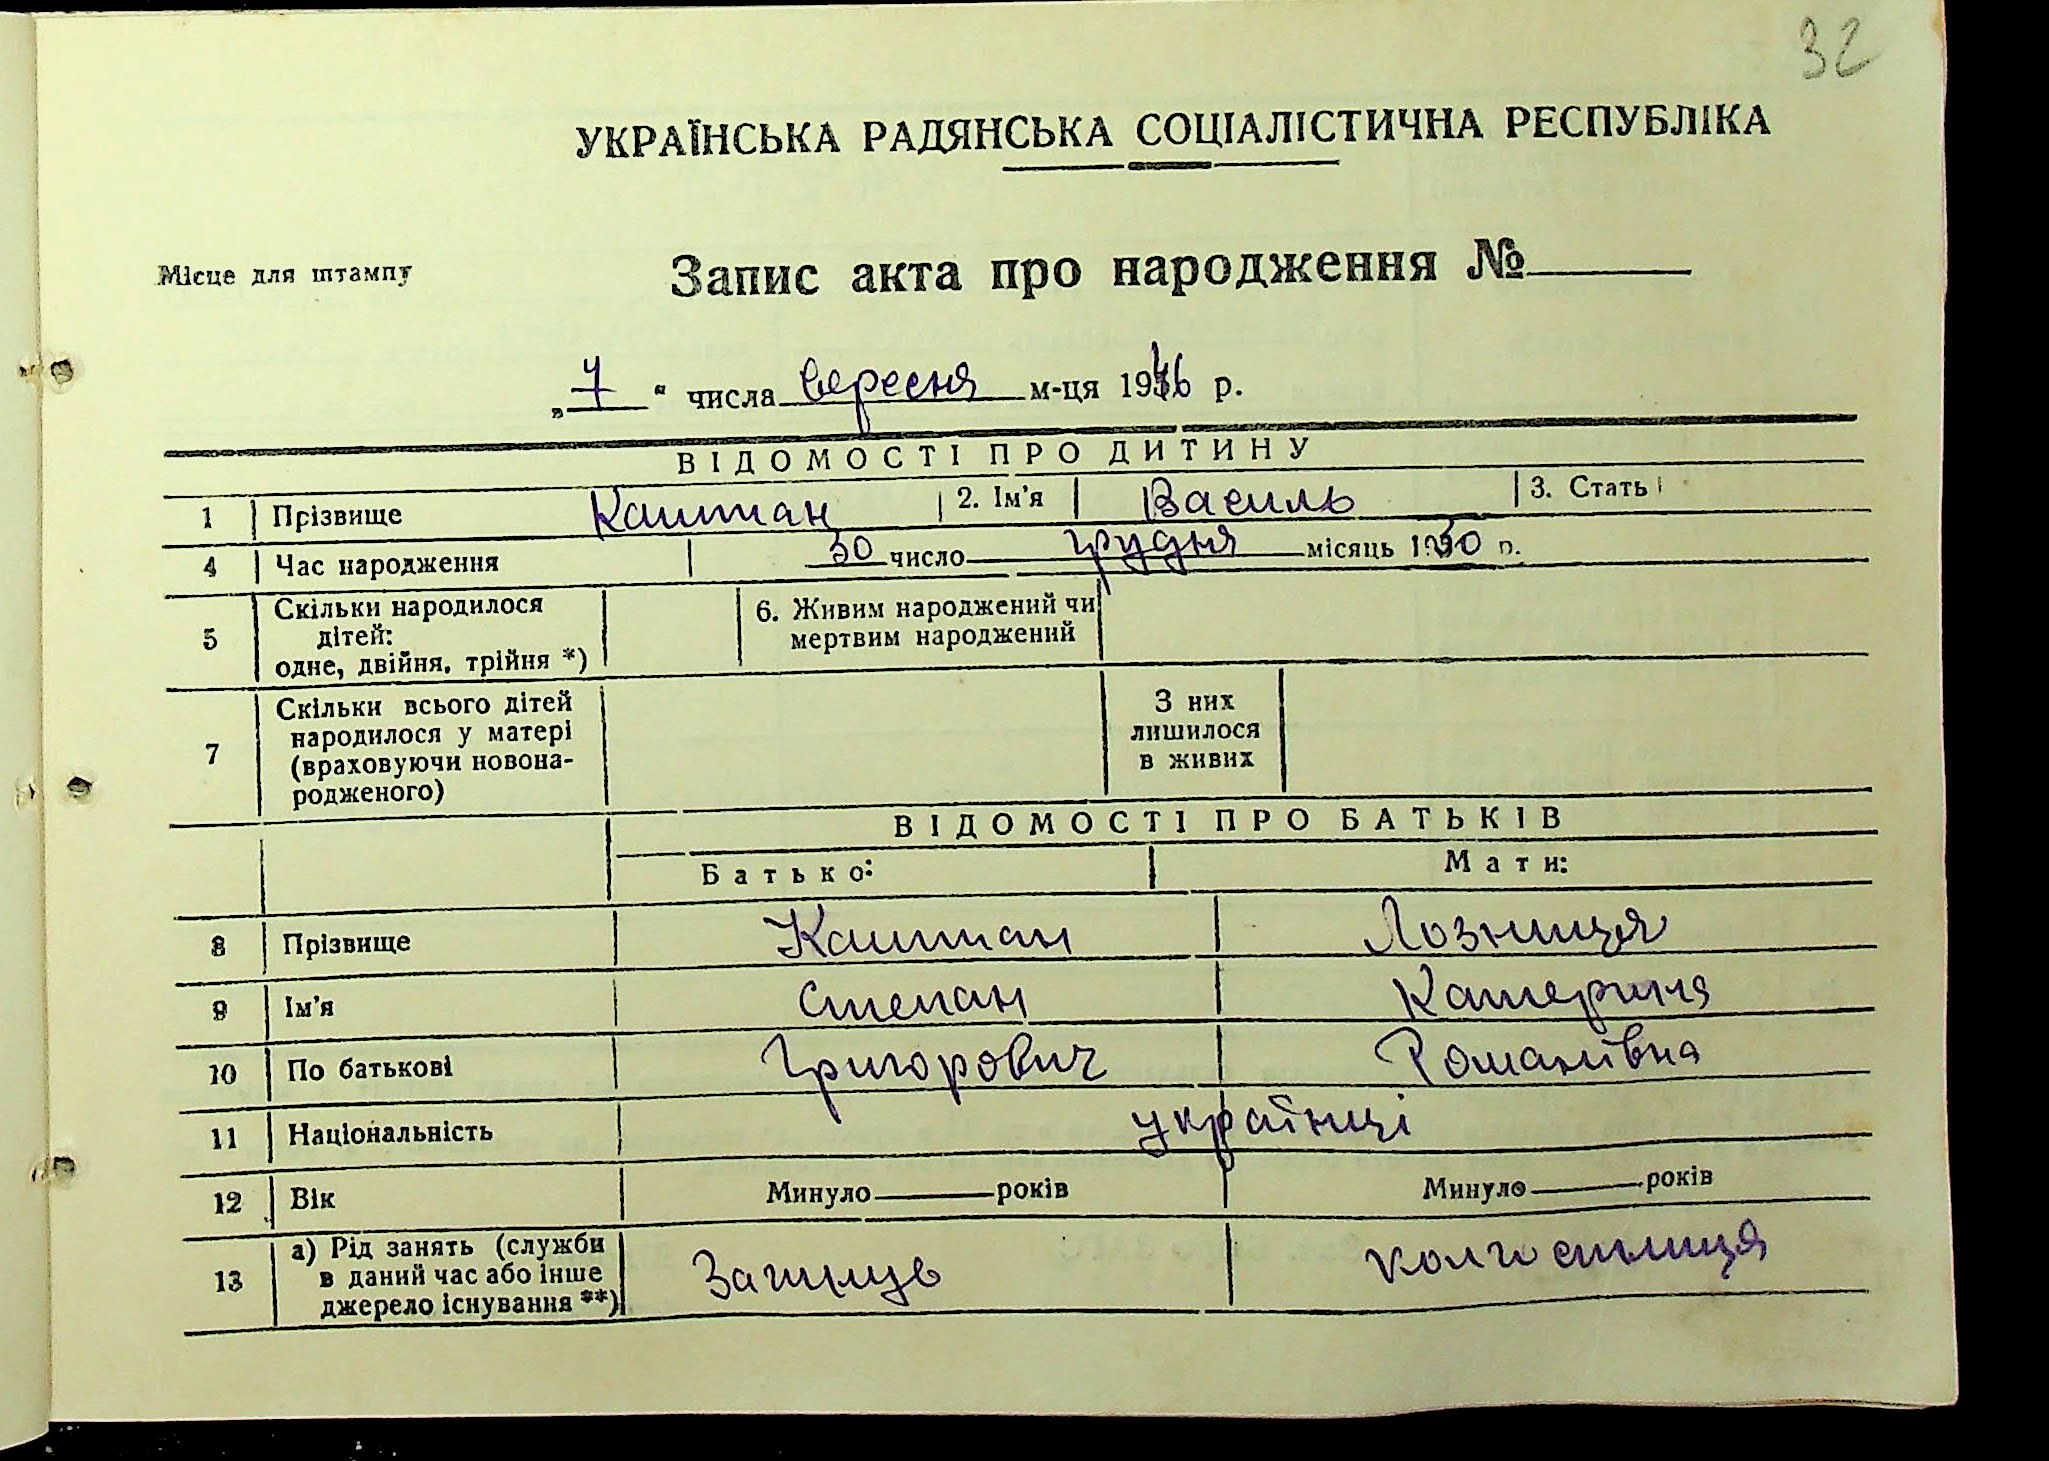 32
УКРАЇНСЬКА РАДЯНСЬКА СОЦІАЛІСТИЧНА РЕСПУБЛІКА
Місце для штампу
Запис акта про народження №
„ 7 “ числа вересня м-ця 1946 р.
ВІДОМОСТІ ПРО ДИТИНУ
1 Прізвище Каштан 2. Ім'я Василь 3. Стать
4 Час народження 30 число грудня місяць 1930 р.
5 Скільки народилося дітей: одне, двійня, трійня *) 6. Живим народжений чи мертвим народжений
7 Скільки всього дітей народилося у матері (враховуючи новона-родженого) З них лишилося в живих
ВІДОМОСТІ ПРО БАТЬКІВ
Батько: Мати:
8 Прізвище Каштан Лозниця
9 Ім'я Степан Катерина
10 По батькові Григорович Романівна
11 Національність українці
12 Вік Минуло років Минуло років
13 а) Рід занять (служби в даний час або інше джерело існування **) Загинув колгоспниця